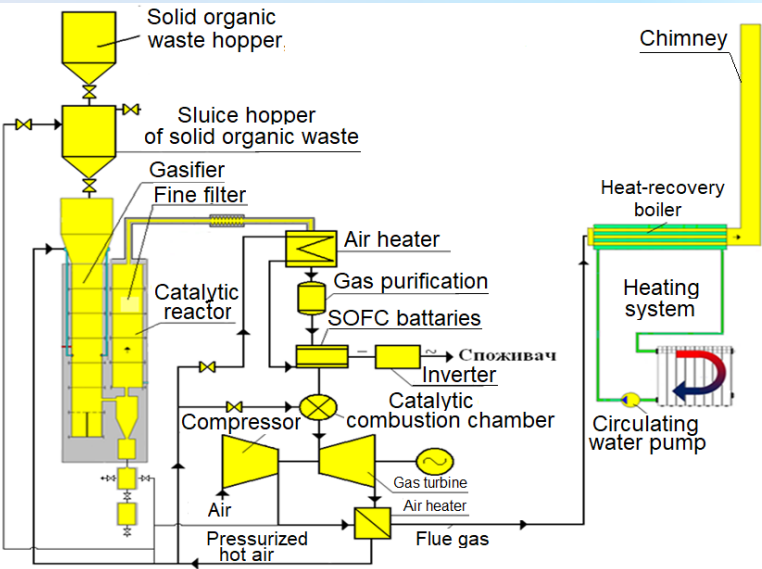 Solid organic
waste hopper,
Sluice hopper
of solid organic waste
Gasifier
Fine filter
Catalytic
reactor
Air heater
Gas purification
SOFC battaries
− ~ Споживач
Inverter
Catalytic
combustion chamber
Compressor
Gas turbine
Air
Air heater
Pressurized
hot air
Flue gas
Chimney
Heat-recovery
boiler
Heating
system
Circulating
water pump